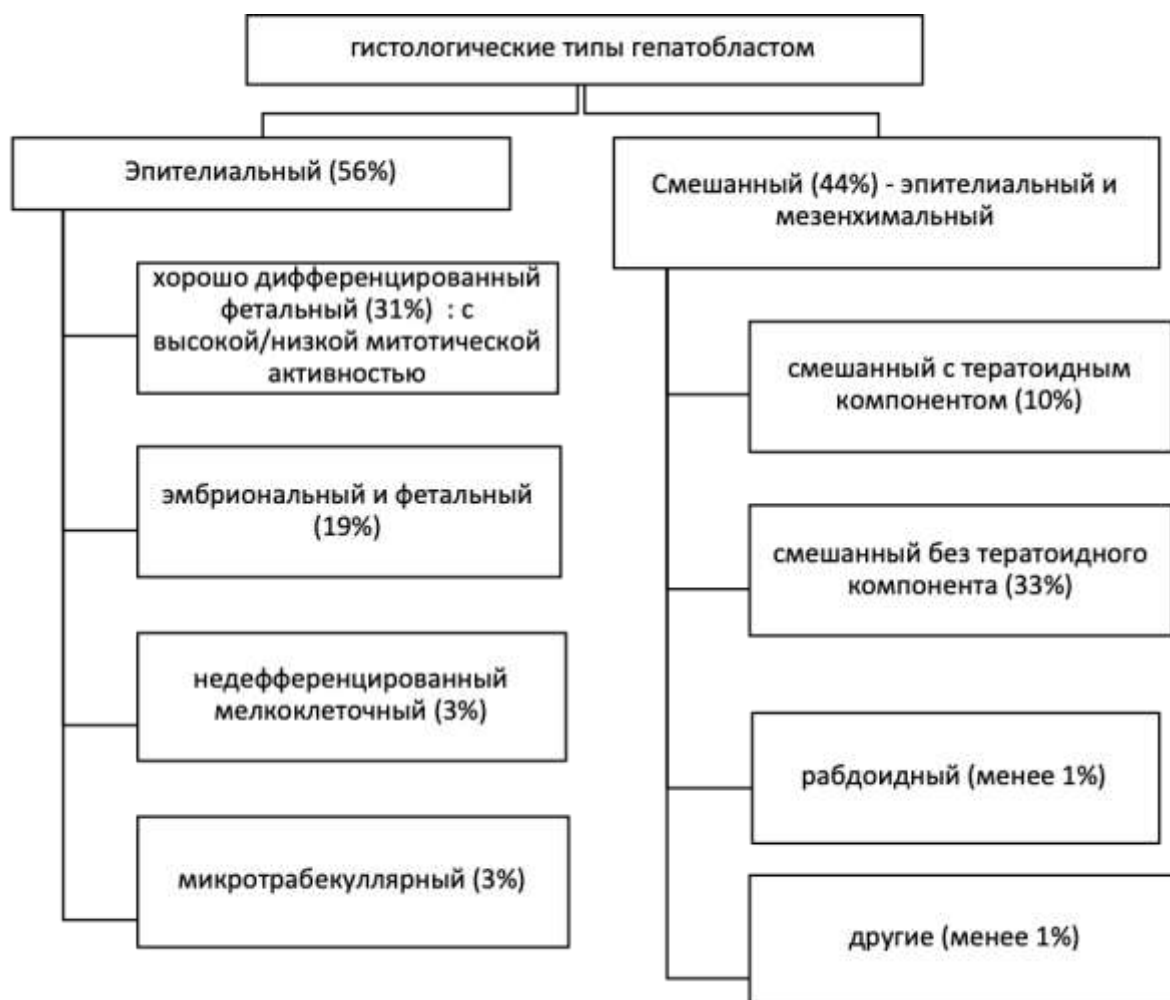 гистологические типы гепатобластом
Эпителиальный (56%)
хорошо дифференцированный
фетальный (31%) : с
высокой/низкой митотической
активностью
эмбриональный и фетальный
(19%)
недефференцированный
мелкоклеточный (3%)
микротрабекуллярный (3%)
Смешанный (44%) - эпителиальный и
мезенхимальный
смешанный с тератоидным
компонентом (10%)
смешанный без тератоидного
компонента (33%)
рабдоидный (менее 1%)
другие (менее 1%)